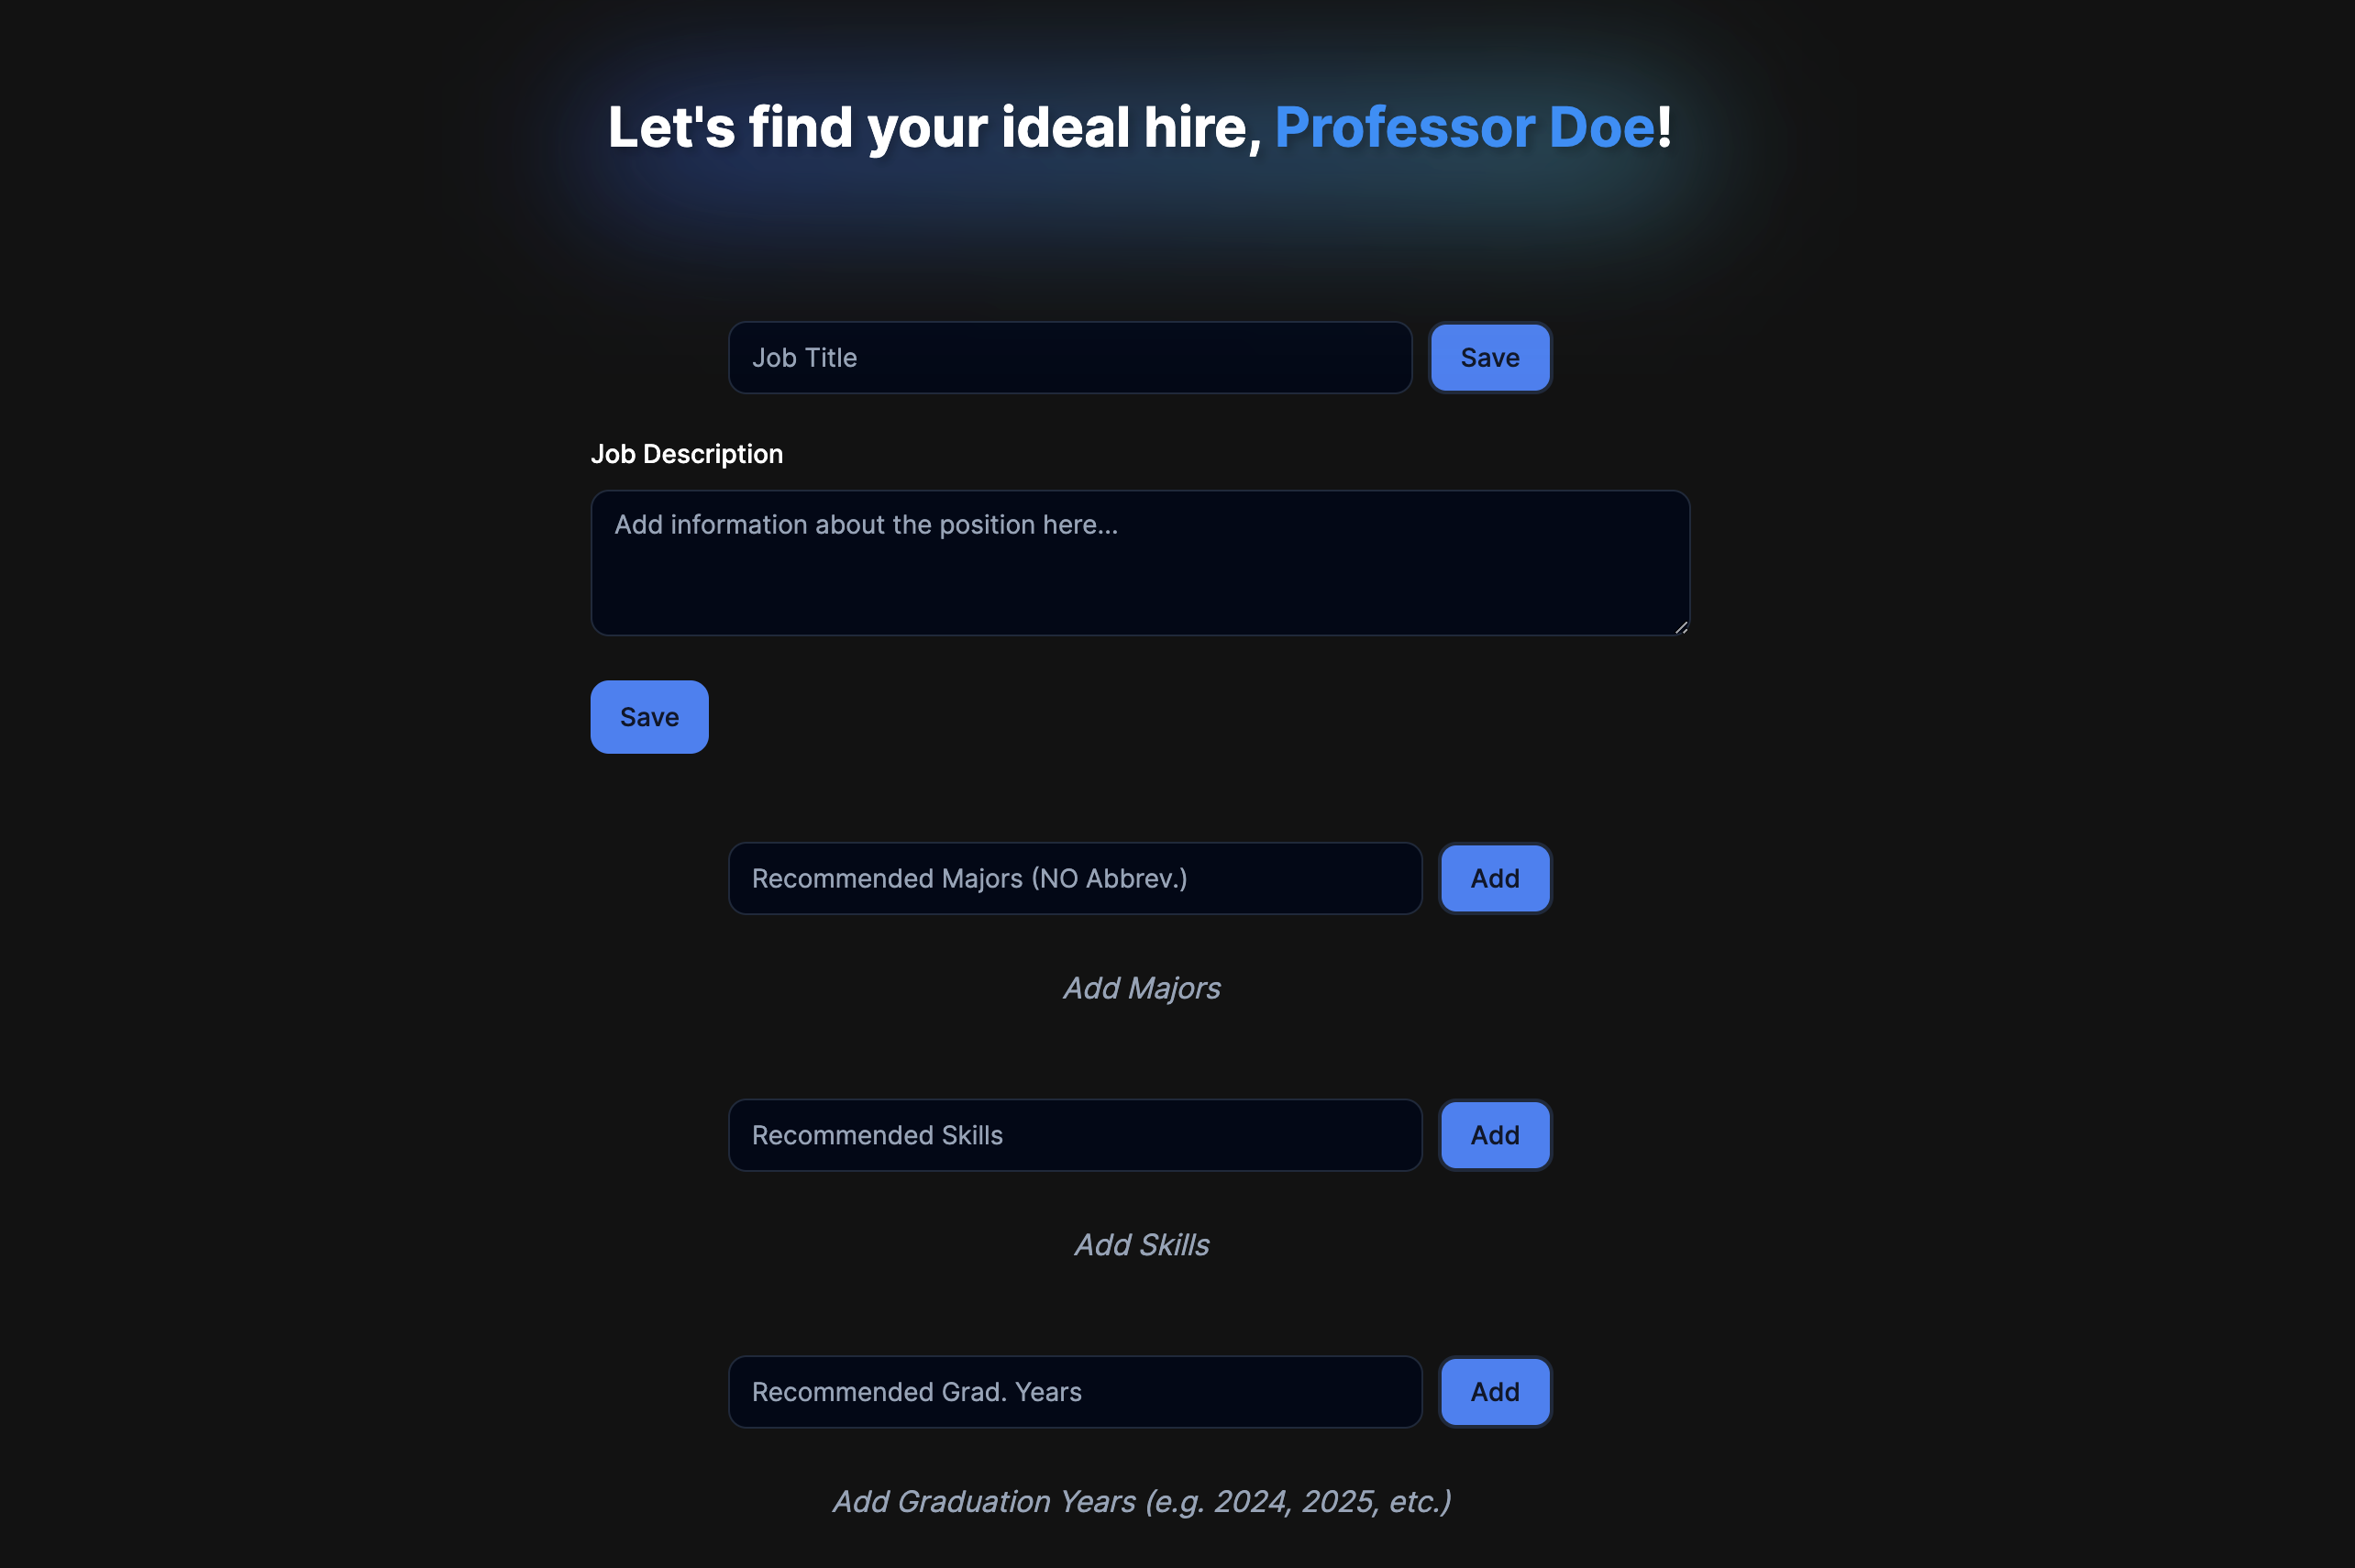 Let's find your ideal hire, Professor Doe!
Job Title
Save
Job Description
Add information about the position here...
Save
Recommended Majors (NO Abbrev.)
Add
Add Majors
Recommended Skills
Add
Add Skills
Recommended Grad. Years
Add
Add Graduation Years (e.g. 2024, 2025, etc.)